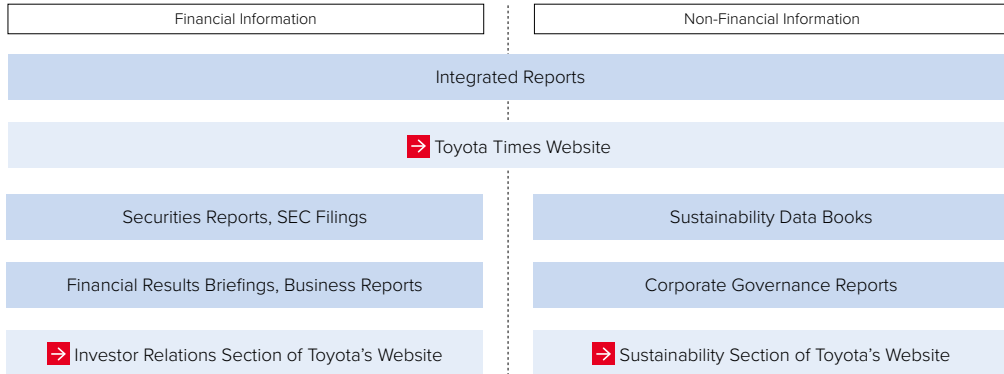 Financial Information
Non-Financial Information
Integrated Reports
Toyota Times Website
Securities Reports, SEC Filings
Sustainability Data Books
Financial Results Briefings, Business Reports
Corporate Governance Reports
Investor Relations Section of Toyota’s Website
Sustainability Section of Toyota’s Website